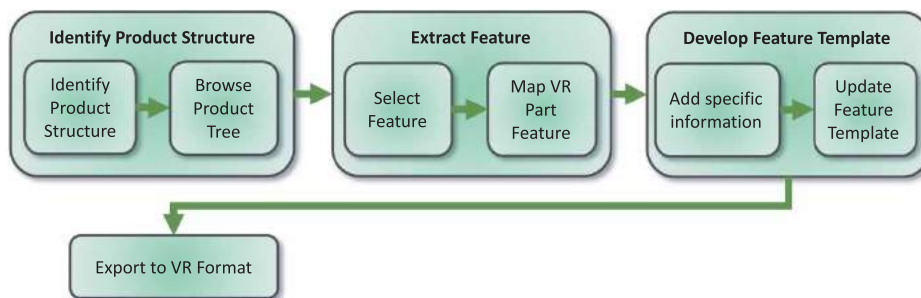 Identify Product Structure
Identify
Product
Structure
Browse
Product
Tree
Extract Feature
Select
Feature
Map VR
Part
Feature
Develop Feature Template
Add specific
information
Update
Feature
Template
Export to VR Format